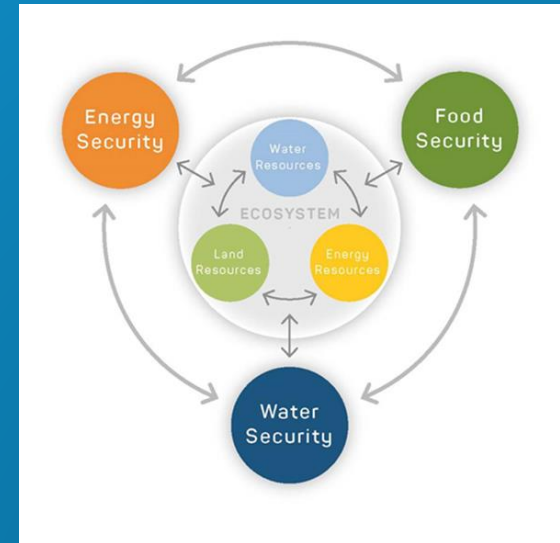 Energy
Security
Food
Security
Water
Resources
ECOSYSTEM
Land
Resources
Energy
Resources
Water
Security